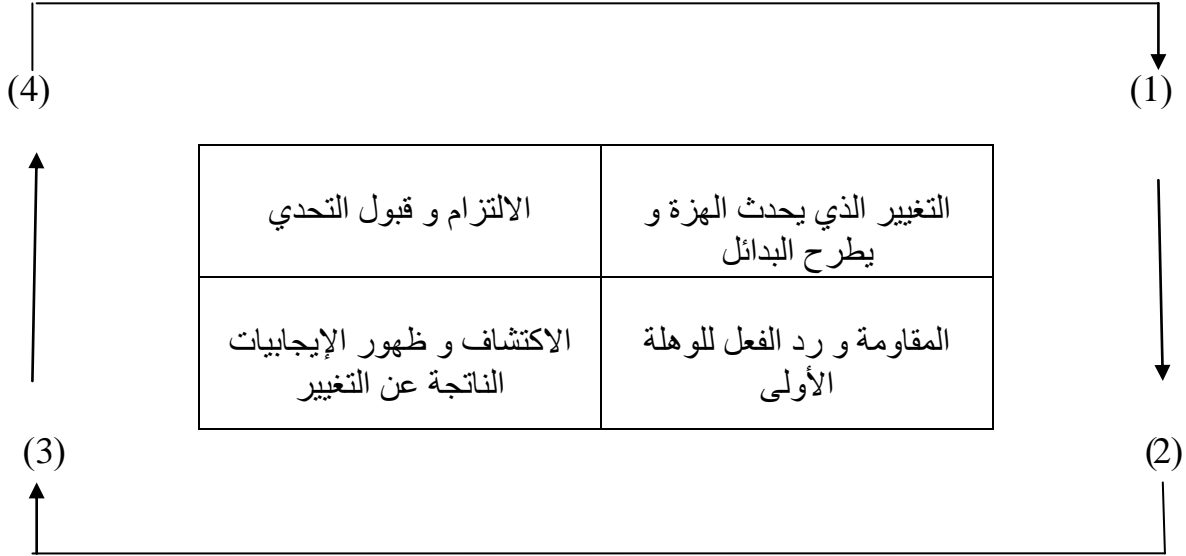 (1)
(4)
التغيير الذي يحدث الهزة و
يطرح البدائل
الالتزام و قبول التحدي
المقاومة و رد الفعل للوهلة
الأولى
الاكتشاف و ظهور الإيجابيات
الناتجة عن التغيير
(2)
(3)